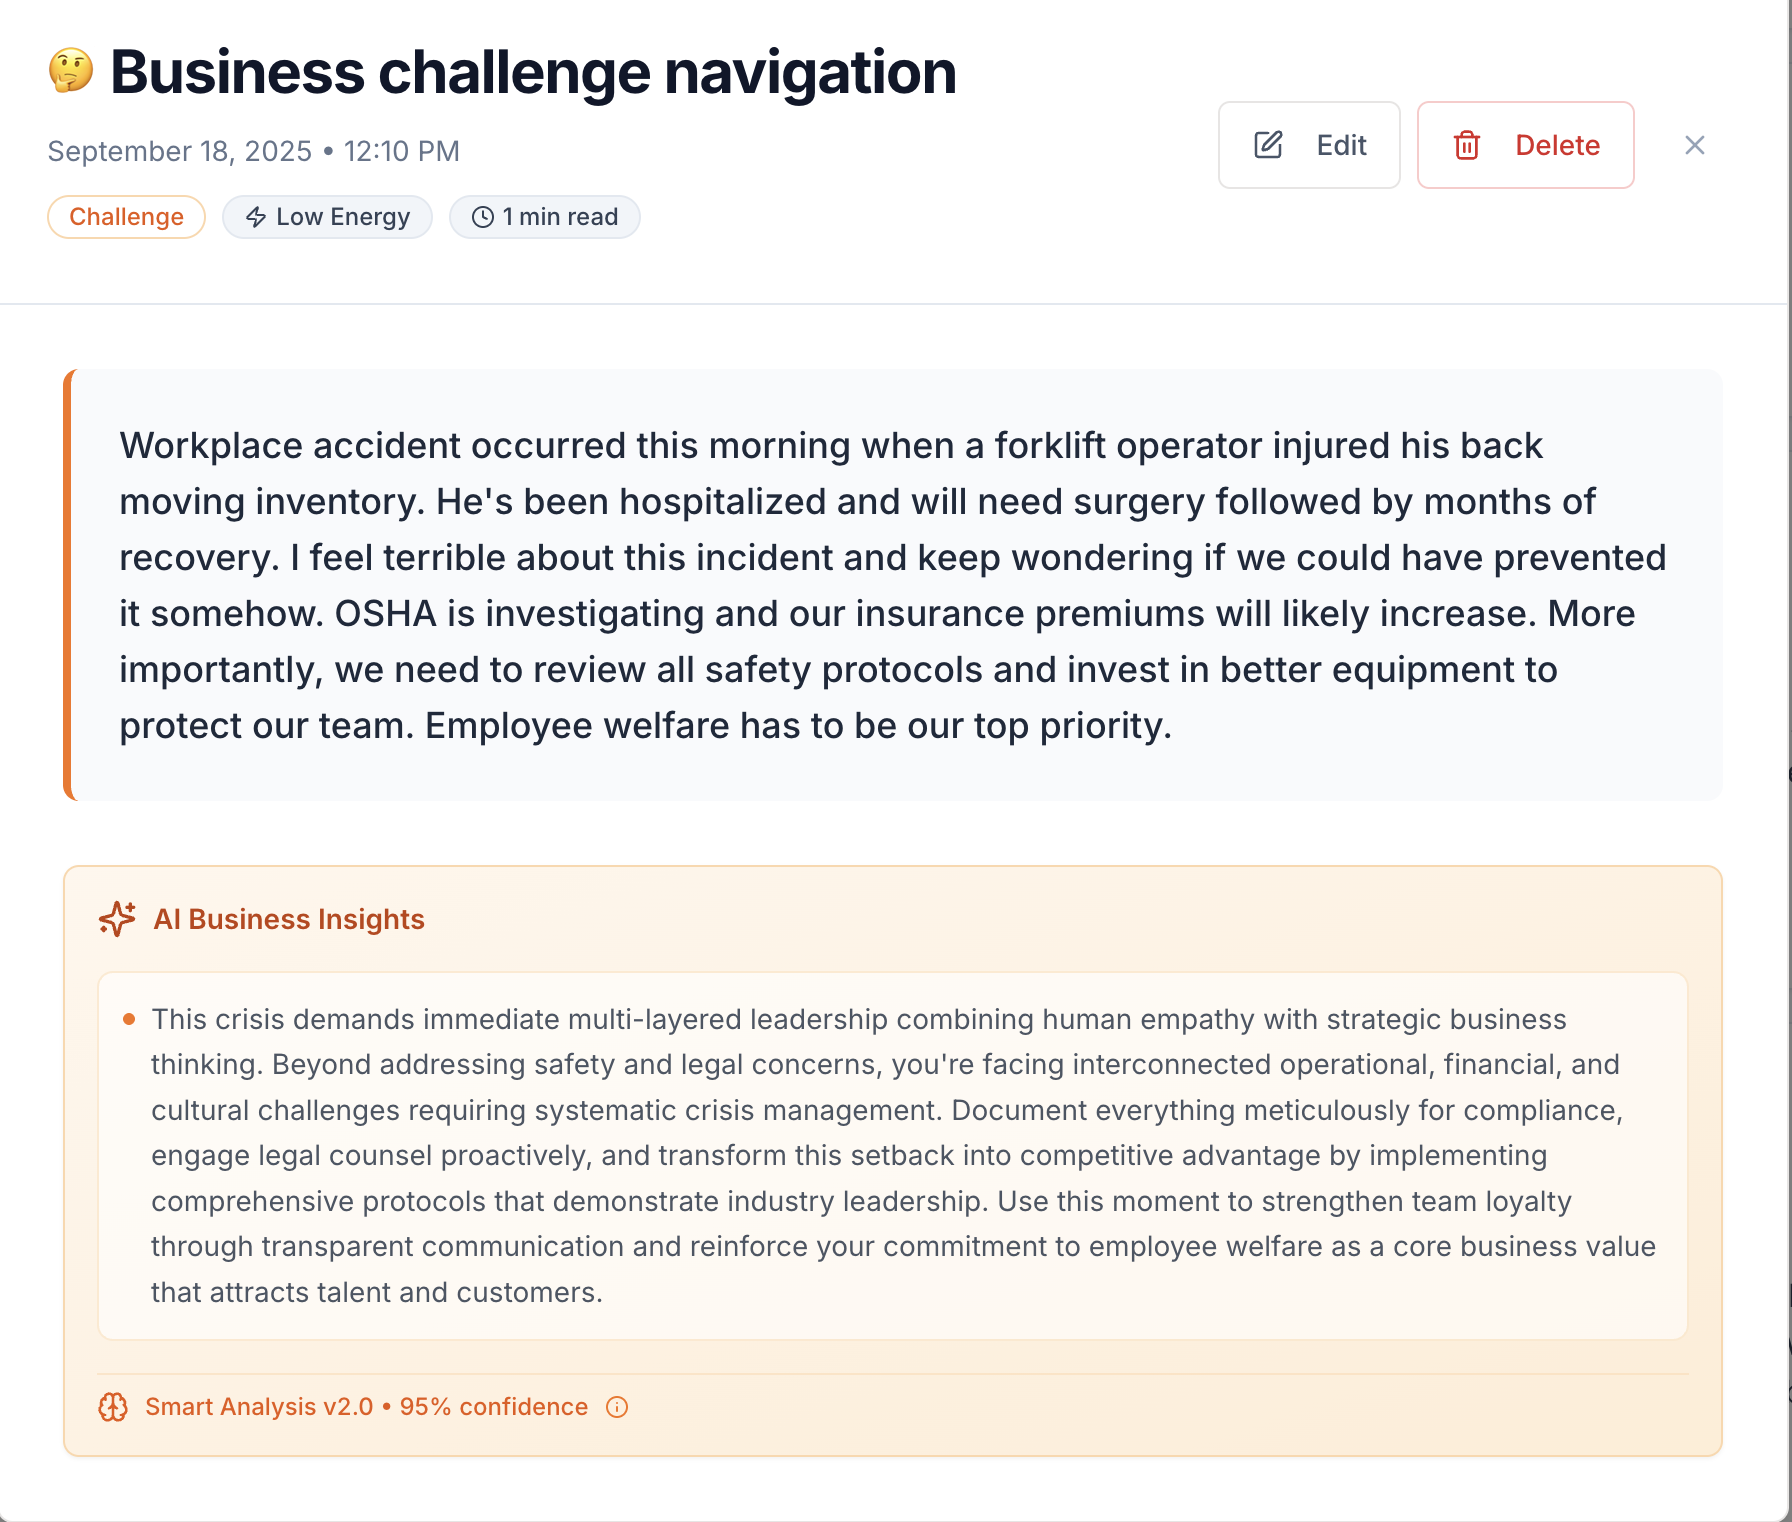 🤔 Business challenge navigation
September 18, 2025 • 12:10 PM
Edit
Delete
Challenge
Low Energy
1 min read
Workplace accident occurred this morning when a forklift operator injured his back
moving inventory. He's been hospitalized and will need surgery followed by months of
recovery. I feel terrible about this incident and keep wondering if we could have prevented
it somehow. OSHA is investigating and our insurance premiums will likely increase. More
importantly, we need to review all safety protocols and invest in better equipment to
protect our team. Employee welfare has to be our top priority.
AI Business Insights
• This crisis demands immediate multi-layered leadership combining human empathy with strategic business
thinking. Beyond addressing safety and legal concerns, you're facing interconnected operational, financial, and
cultural challenges requiring systematic crisis management. Document everything meticulously for compliance,
engage legal counsel proactively, and transform this setback into competitive advantage by implementing
comprehensive protocols that demonstrate industry leadership. Use this moment to strengthen team loyalty
through transparent communication and reinforce your commitment to employee welfare as a core business value
that attracts talent and customers.
Smart Analysis v2.0 • 95% confidence